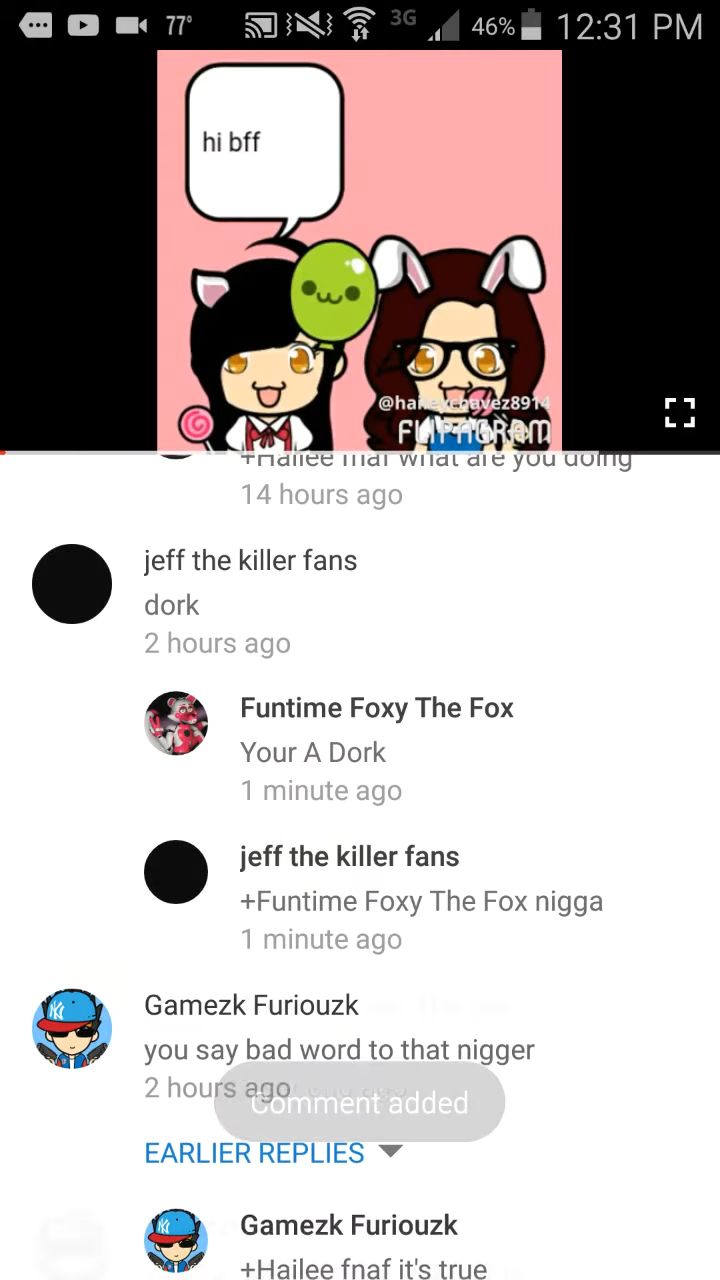 77°
3G
46%
12:31 PM
hi bff
@hailexchavez8914
FLIPAGRAM
+Hailee fnaf what are you doing
14 hours ago
jeff the killer fans
dork
2 hours ago
Funtime Foxy The Fox
Your A Dork
1 minute ago
jeff the killer fans
+Funtime Foxy The Fox nigga
1 minute ago
Gamezk Furiouzk
you say bad word to that nigger
2 hours ago
Comment added
EARLIER REPLIES
Gamezk Furiouzk
+Hailee fnaf it's true